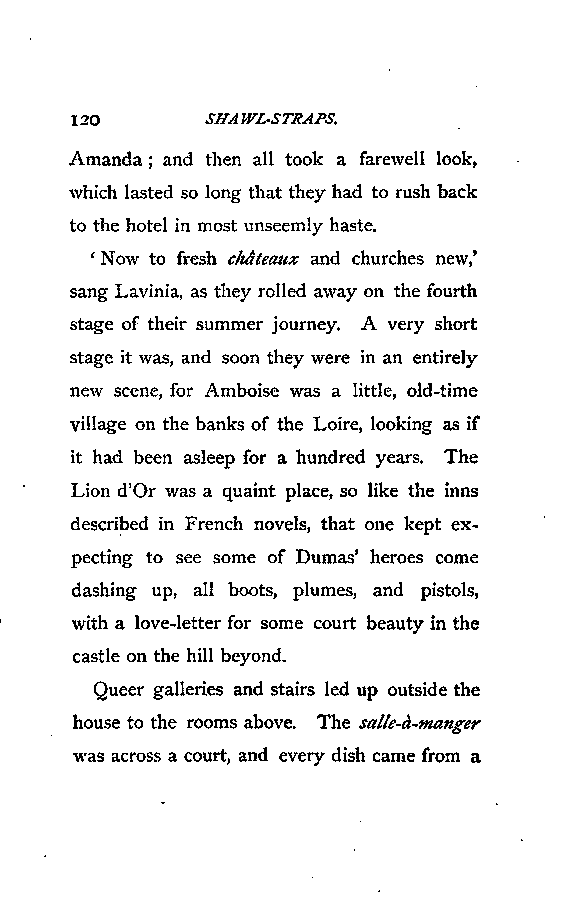 120 SHAWL-STRAPS.
Amanda ; and then all took a farewell look,
which lasted so long that they had to rush back
to the hotel in most unseemly haste.
‘ Now to fresh châteaux and churches new,’
sang Lavinia, as they rolled away on the fourth
stage of their summer journey. A very short
stage it was, and soon they were in an entirely
new scene, for Amboise was a little, old-time
village on the banks of the Loire, looking as if
it had been asleep for a hundred years. The
Lion d’Or was a quaint place, so like the inns
described in French novels, that one kept ex-
pecting to see some of Dumas’ heroes come
dashing up, all boots, plumes, and pistols,
with a love-letter for some court beauty in the
castle on the hill beyond.
Queer galleries and stairs led up outside the
house to the rooms above. The salle-à-manger
was across a court, and every dish came from a